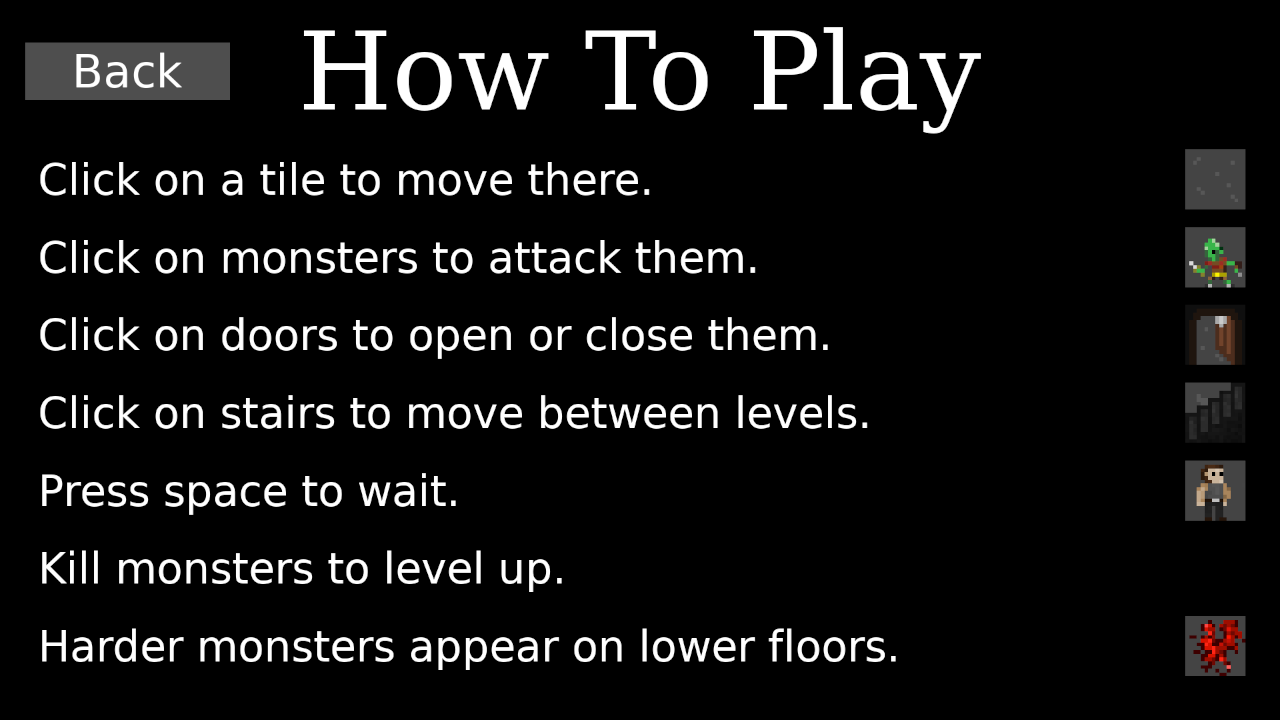 Back
How To Play
Click on a tile to move there.
Click on monsters to attack them.
Click on doors to open or close them.
Click on stairs to move between levels.
Press space to wait.
Kill monsters to level up.
Harder monsters appear on lower floors.